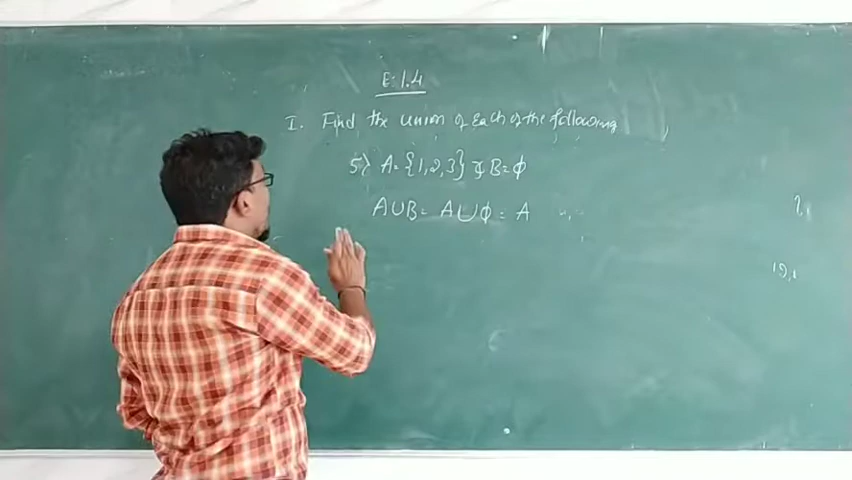 E: 1.4
I. Find the union of Each of the following
5) A = {1, 2, 3} & B = ϕ
A∪B = A∪ϕ = A